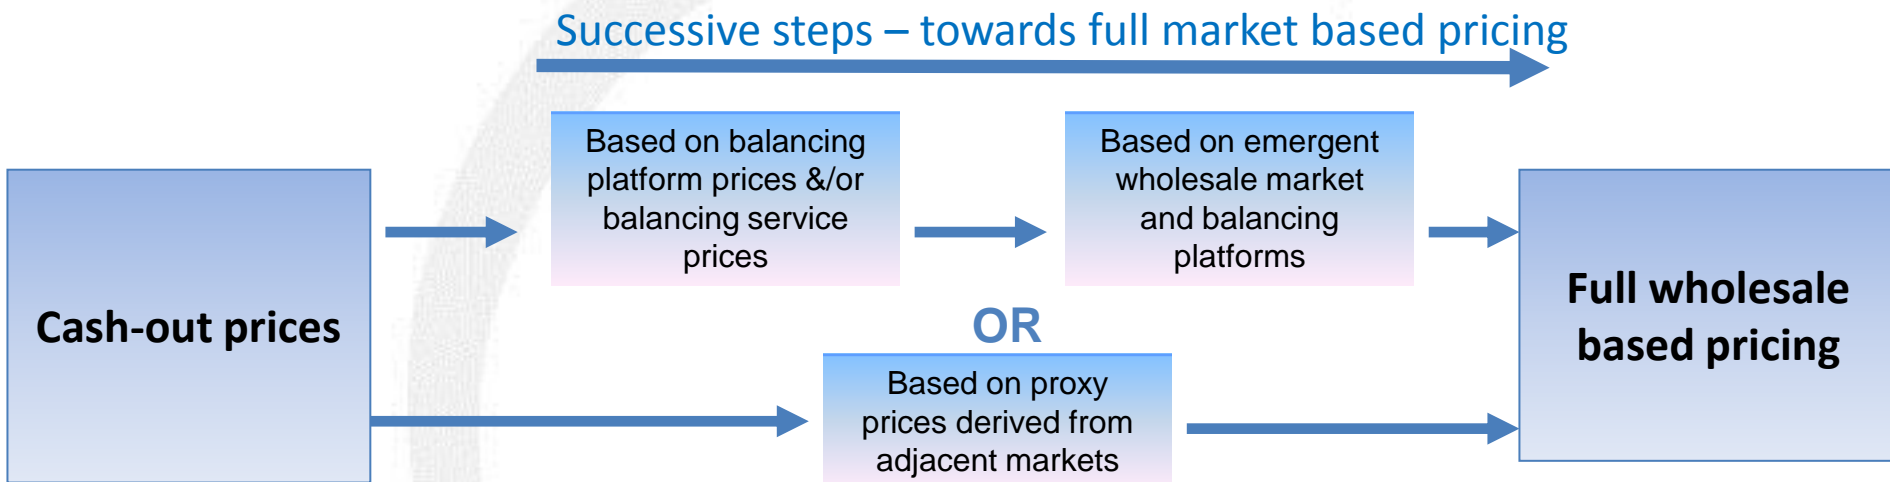 Successive steps – towards full market based pricing
Based on balancing
platform prices &/or
balancing service
prices
Based on emergent
wholesale market
and balancing
platforms
Cash-out prices
OR
Full wholesale
based pricing
Based on proxy
prices derived from
adjacent markets